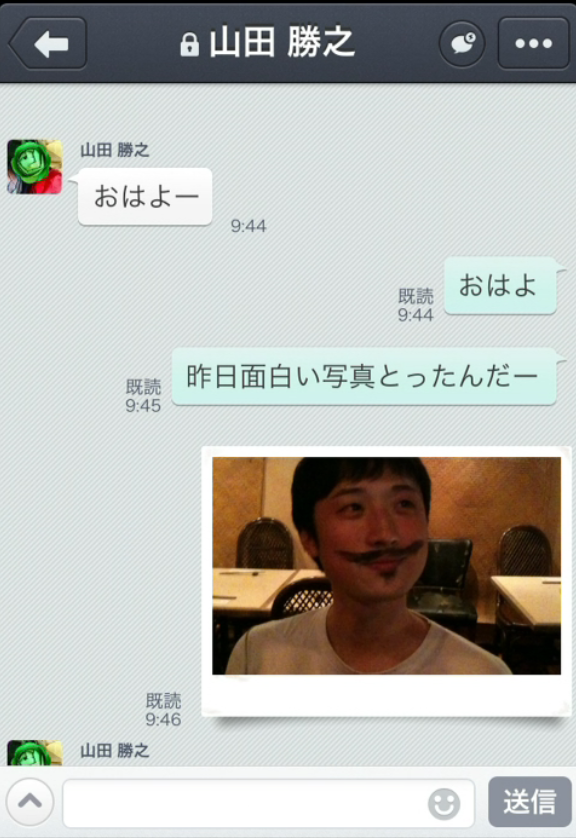 山田 勝之
山田 勝之
おはよー
9:44
おはよ
既読
9:44
昨日面白い写真とったんだー
既読
9:45
既読
9:46
山田 勝之
送信